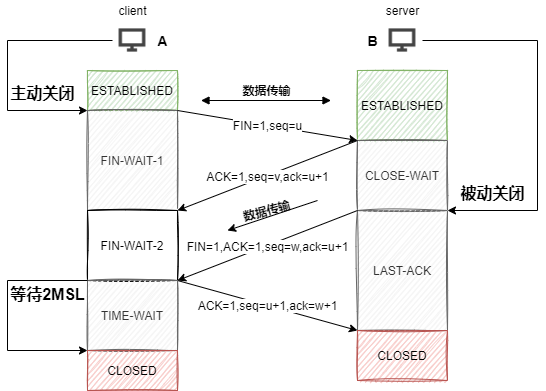 client
server
A
B
主动关闭
ESTABLISHED
数据传输
ESTABLISHED
FIN=1,seq=u
FIN-WAIT-1
ACK=1,seq=v,ack=u+1
CLOSE-WAIT
被动关闭
数据传输
FIN-WAIT-2
FIN=1,ACK=1,seq=w,ack=u+1
LAST-ACK
等待2MSL
TIME-WAIT
ACK=1,seq=u+1,ack=w+1
CLOSED
CLOSED